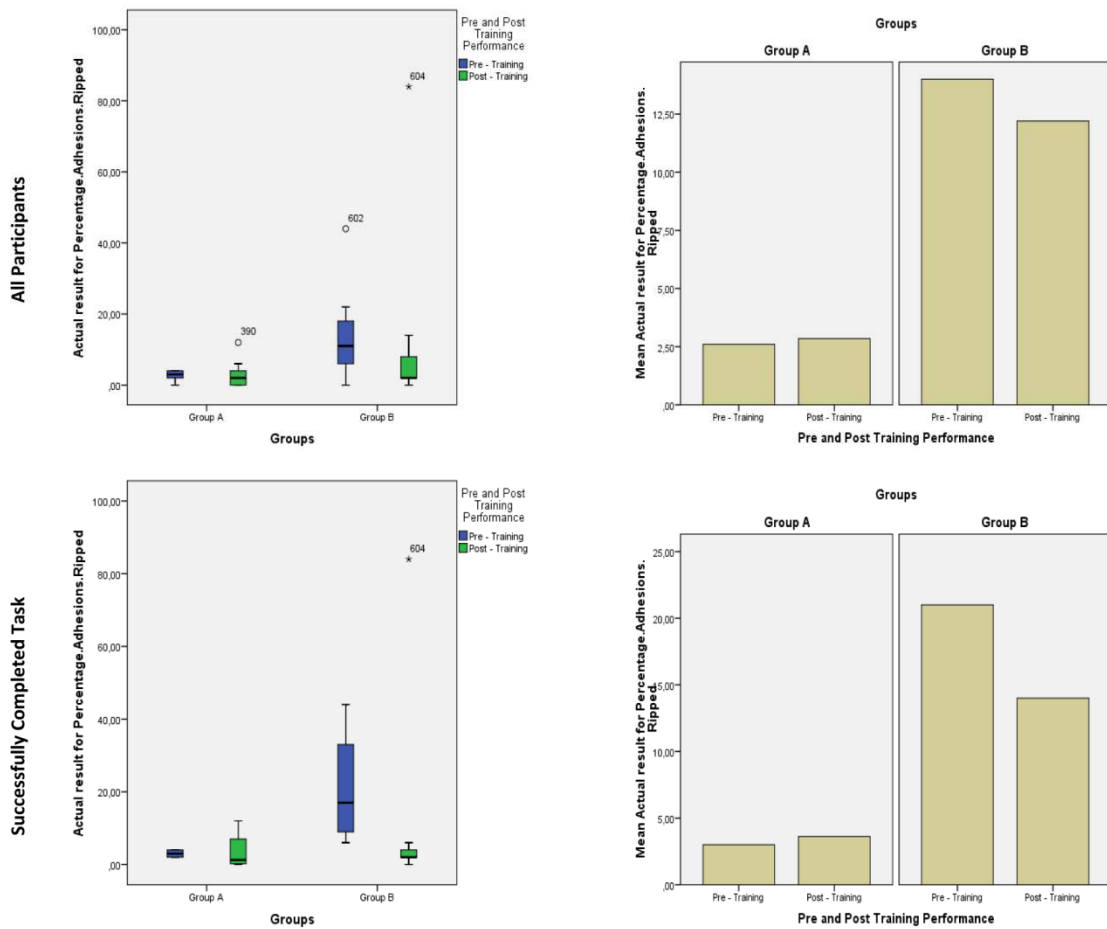 All Participants
Actual result for Percentage.Adhesions.Ripped
100,00
80,00
60,00
40,00
20,00
,00
604
602
390
Group A
Group B
Groups
Pre and Post
Training
Performance
Pre - Training
Post - Training
Groups
Group A
Group B
Mean Actual result for Percentage.Adhesions.
Ripped
12,50
10,00
7,50
5,00
2,50
,00
Pre - Training
Post - Training
Pre - Training
Post - Training
Pre and Post Training Performance
Successfully Completed Task
Actual result for Percentage.Adhesions.Ripped
100,00
80,00
60,00
40,00
20,00
,00
604
Group A
Group B
Groups
Pre and Post
Training
Performance
Pre - Training
Post - Training
Groups
Group A
Group B
Mean Actual result for Percentage.Adhesions.
Ripped
25,00
20,00
15,00
10,00
5,00
,00
Pre - Training
Post - Training
Pre - Training
Post - Training
Pre and Post Training Performance